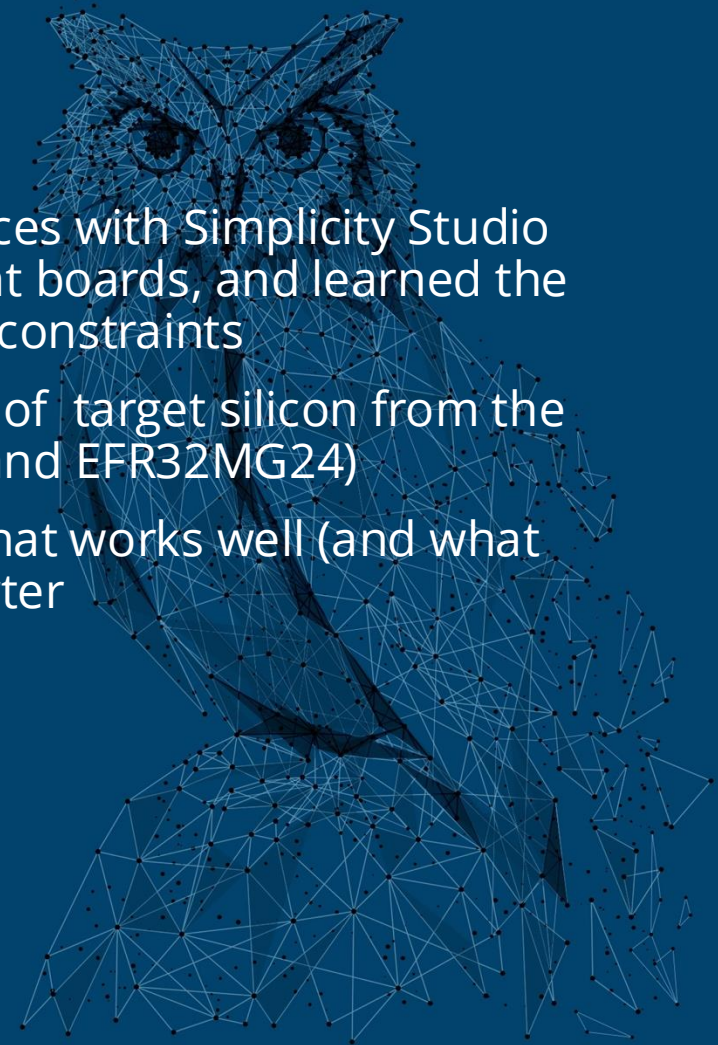 ces with Simplicity Studio
t boards, and learned the
constraints
of  target silicon from the
nd EFR32MG24)
hat works well (and what
ter